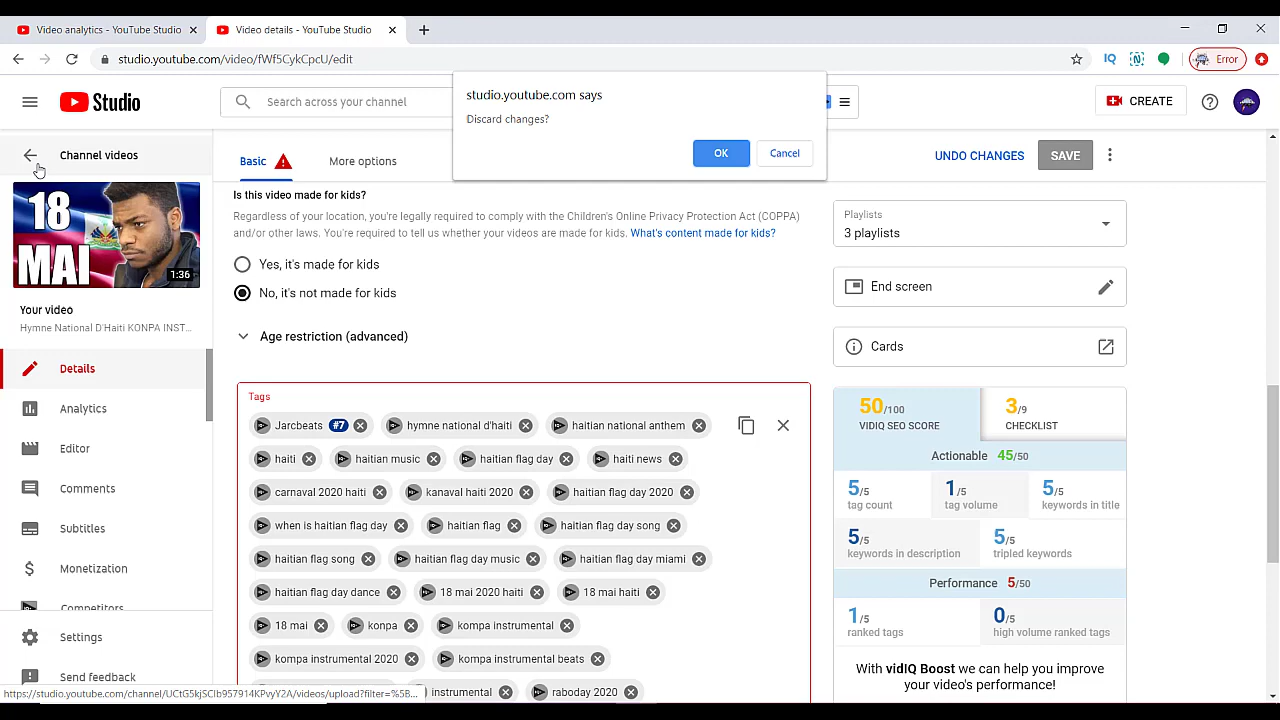 Video analytics - YouTube Studio
Video details - YouTube Studio
studio.youtube.com/video/fWf5CykCpcU/edit
IQ
Error
Studio
Search across your channel
CREATE
studio.youtube.com says
Discard changes?
OK
Cancel
Channel videos
18
MAI
1:36
Your video
Hymne National D'Haiti KONPA INST...
Details
Analytics
Editor
Comments
Subtitles
Monetization
Competitors
Settings
Send feedback
https://studio.youtube.com/channel/UCtG5kjSCIb957914KPvyY2A/videos/upload?filter=%5B...
Basic
More options
UNDO CHANGES
SAVE
Is this video made for kids?
Regardless of your location, you're legally required to comply with the Children's Online Privacy Protection Act (COPPA)
and/or other laws. You're required to tell us whether your videos are made for kids. What's content made for kids?
Yes, it's made for kids
No, it's not made for kids
Age restriction (advanced)
Tags
Jarcbeats #7 hymne national d'haiti haitian national anthem
haiti haitian music haitian flag day haiti news
carnaval 2020 haiti kanaval haiti 2020 haitian flag day 2020
when is haitian flag day haitian flag haitian flag day song
haitian flag song haitian flag day music haitian flag day miami
haitian flag day dance 18 mai 2020 haiti 18 mai haiti
18 mai konpa kompa instrumental
kompa instrumental 2020 kompa instrumental beats
instrumental raboday 2020
Playlists
3 playlists
End screen
Cards
50/100
VIDIQ SEO SCORE
3/9
CHECKLIST
Actionable 45/50
5/5
tag count
1/5
tag volume
5/5
keywords in title
5/5
keywords in description
5/5
tripled keywords
Performance 5/50
1/5
ranked tags
0/5
high volume ranked tags
With vidIQ Boost we can help you improve
your video's performance!